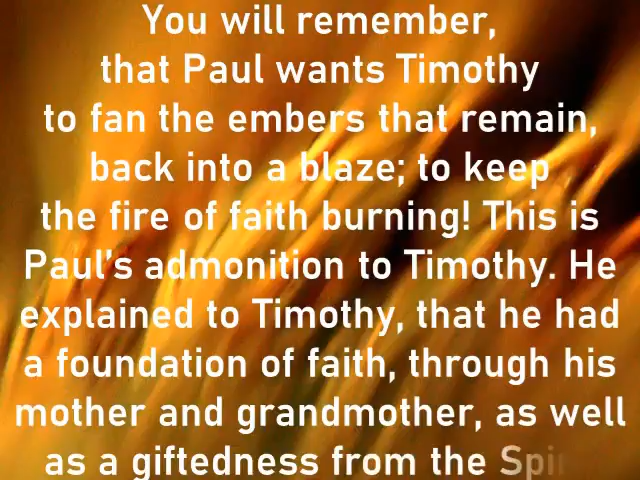 You will remember,
that Paul wants Timothy
to fan the embers that remain,
back into a blaze; to keep
the fire of faith burning! This is
Paul’s admonition to Timothy. He
explained to Timothy, that he had
a foundation of faith, through his
mother and grandmother, as well
as a giftedness from the